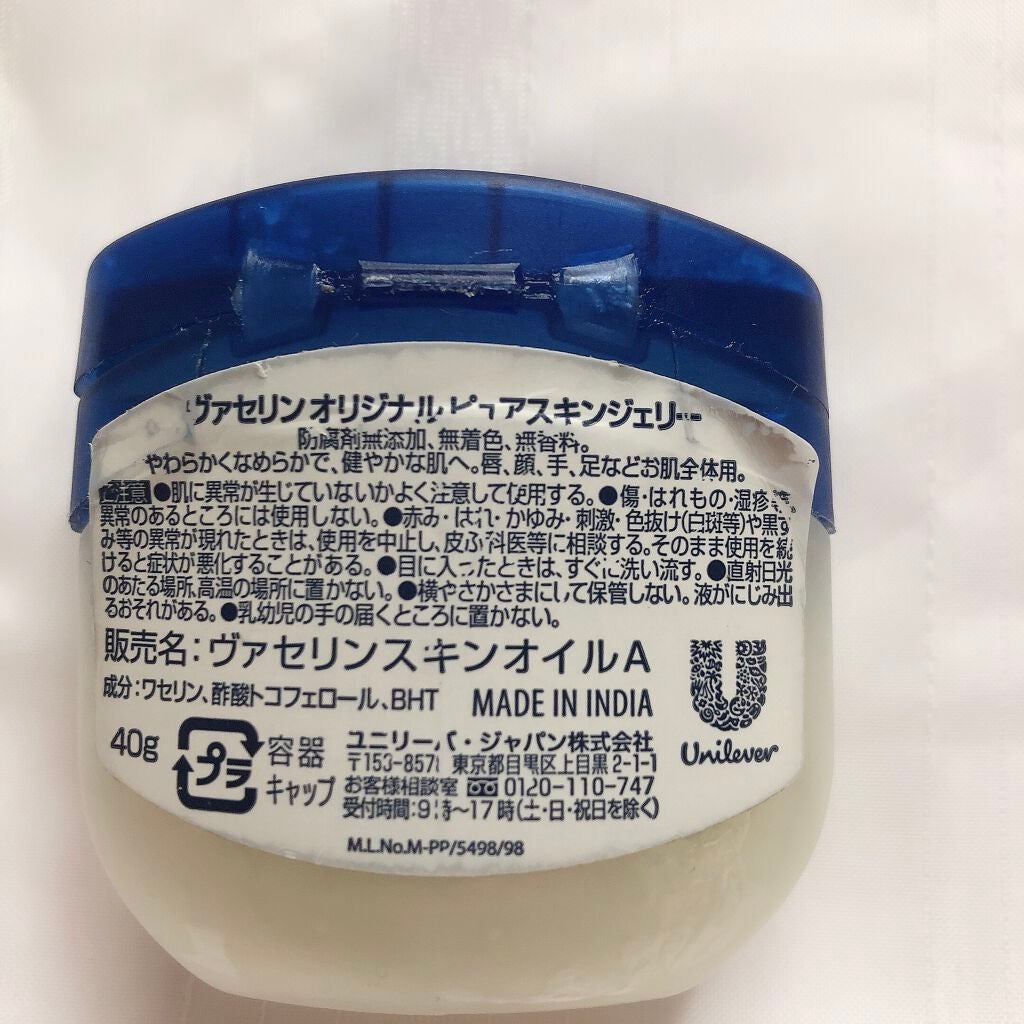 ヴァセリン オリジナル ピュアスキンジェリー
防腐剤無添加、無着色、無香料。
やわらかくなめらかで、健やかな肌へ。唇、顔、手、足などお肌全体用。
ご注意 ●肌に異常が生じていないかよく注意して使用する。●傷・はれもの・湿疹等
異常のあるところには使用しない。●赤み・はれ・かゆみ・刺激・色抜け(白斑等)や黒ず
み等の異常が現れたときは、使用を中止し、皮ふ科医等に相談する。そのまま使用を続
けると症状が悪化することがある。●目に入ったときは、すぐに洗い流す。●直射日光
のあたる場所、高温の場所に置かない。●横やさかさまにして保管しない。液がにじみ出
るおそれがある。●乳幼児の手の届くところに置かない。
販売名：ヴァセリンスキンオイルA
成分：ワセリン、酢酸トコフェロール、BHT MADE IN INDIA
40g プラ 容器 キャップ
ユニリーバ・ジャパン株式会社
〒153-8578 東京都目黒区上目黒 2-1-1
お客様相談室 0120-110-747
受付時間：9時〜17時(土・日・祝日を除く)
Unilever
M.L.No.M-PP/5498/98